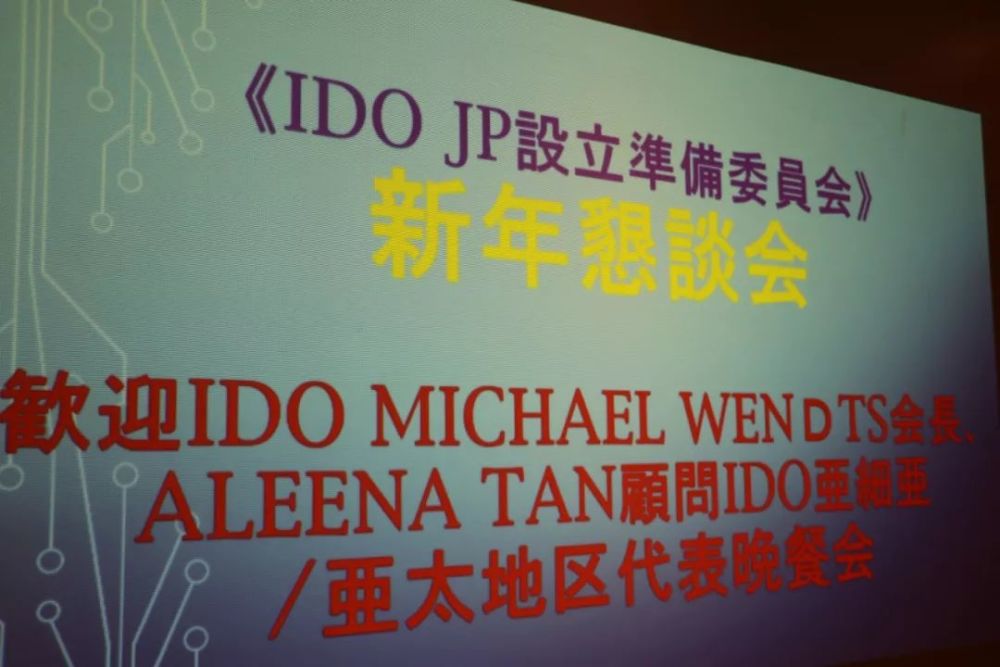 《IDO JP設立準備委員会》
新年懇談会
歓迎IDO MICHAEL WENDTS会長、
ALEENA TAN顧問IDO亜細亜
/亜太地区代表晩餐会